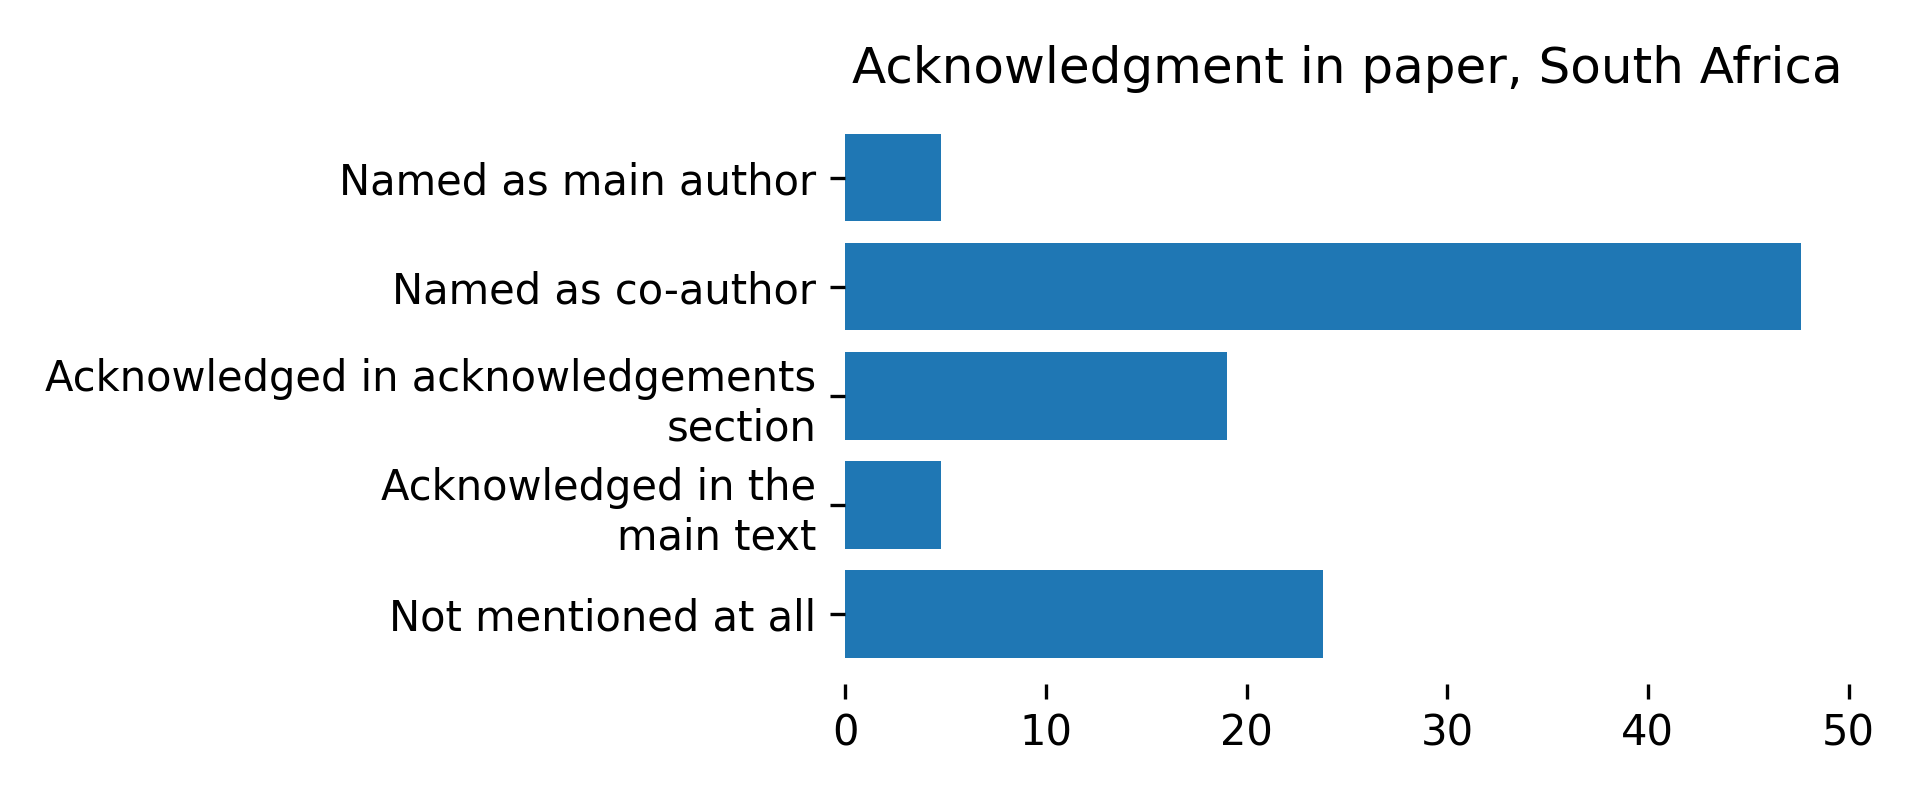 Acknowledgment in paper, South Africa
Named as main author
Named as co-author
Acknowledged in acknowledgements
section
Acknowledged in the
main text
Not mentioned at all
0 10 20 30 40 50